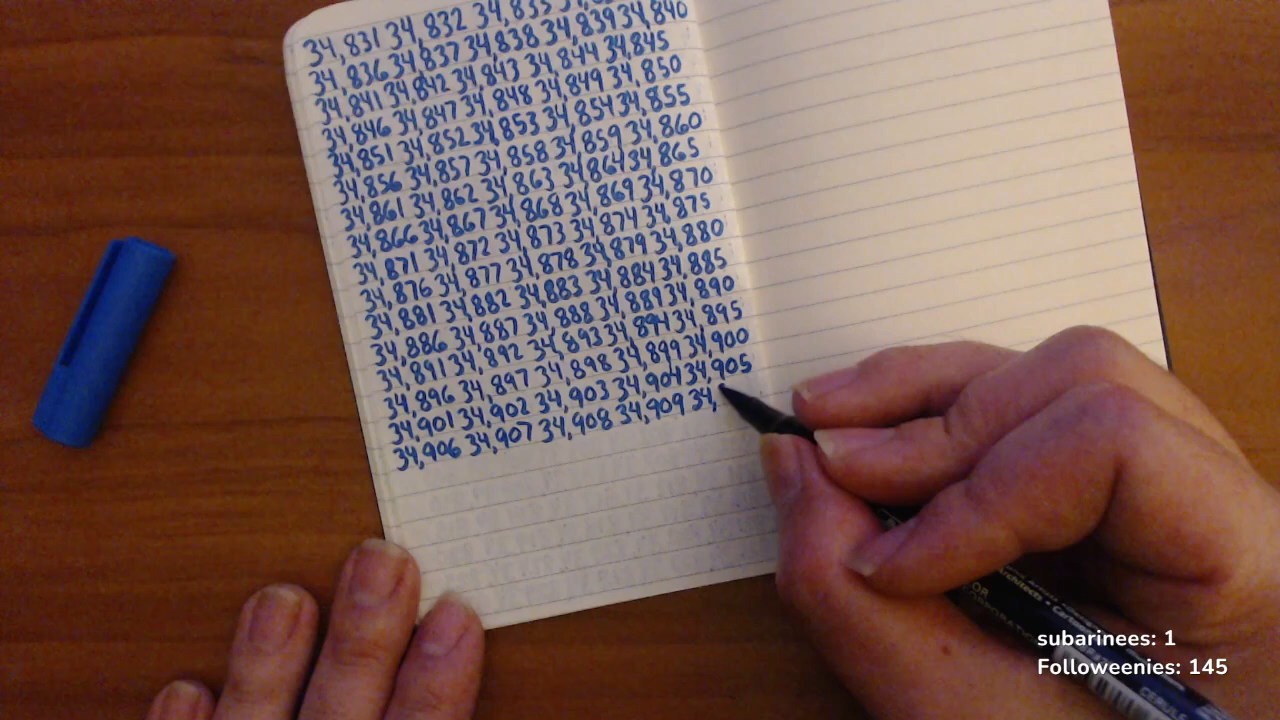 34,831 34,832 34,833
34,836 34,837 34,838 34,839 34,840
34,841 34,842 34,843 34,844 34,845
34,846 34,847 34,848 34,849 34,850
34,851 34,852 34,853 34,854 34,855
34,856 34,857 34,858 34,859 34,860
34,861 34,862 34,863 34,864 34,865
34,866 34,867 34,868 34,869 34,870
34,871 34,872 34,873 34,874 34,875
34,876 34,877 34,878 34,879 34,880
34,881 34,882 34,883 34,884 34,885
34,886 34,887 34,888 34,889 34,890
34,891 34,892 34,893 34,894 34,895
34,896 34,897 34,898 34,899 34,900
34,901 34,902 34,903 34,904 34,905
34,906 34,907 34,908 34,909 34,
OR
Architects • Carto
subarinees: 1
Followeenies: 145